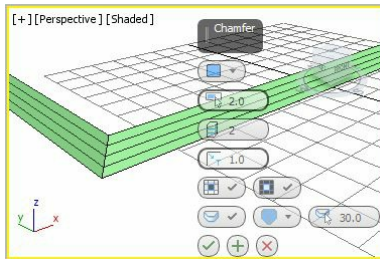 [+] [Perspective] [Shaded]
Chamfer
2.0
2
1.0
30.0
z
y
x